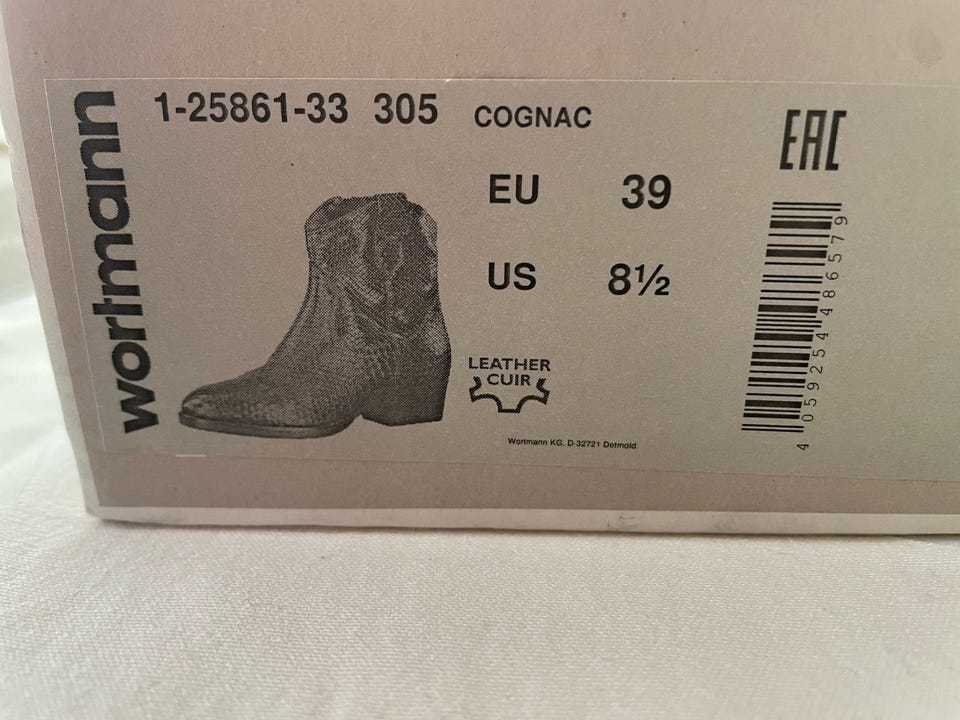 wortmann
1-25861-33 305 COGNAC
EU 39
US 8½
LEATHER
CUIR
Wortmann KG. D-32721 Detmold
EAC
4 059254 486579